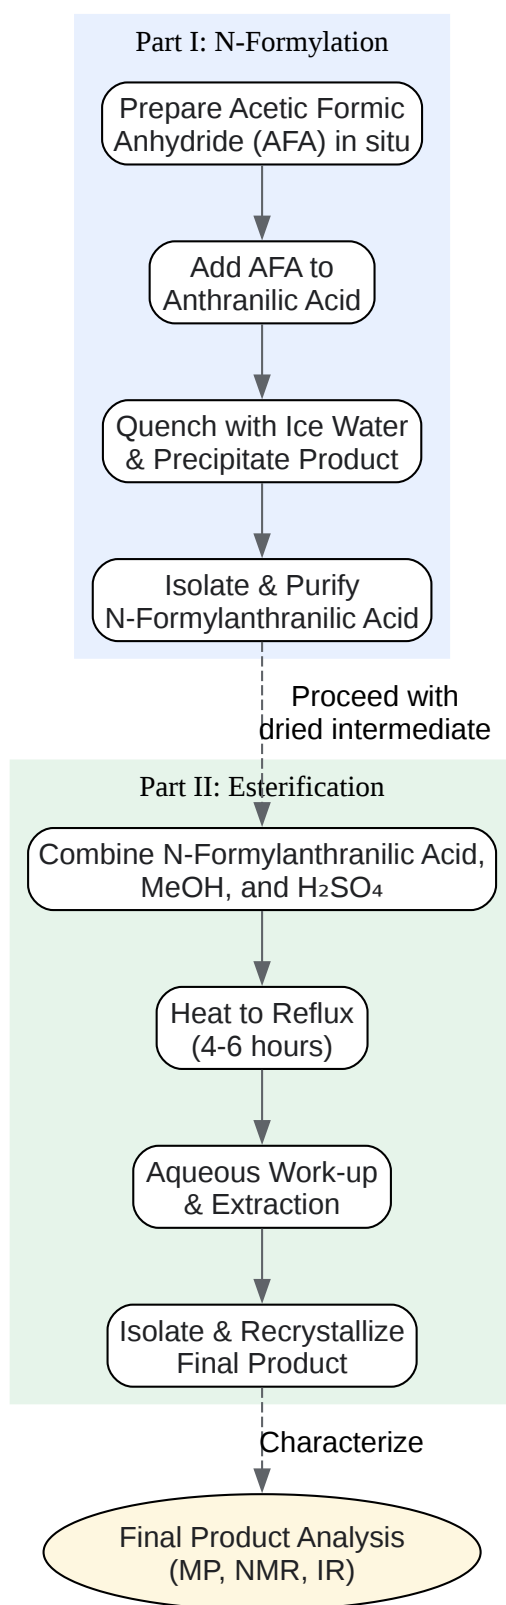 Part I: N-Formylation
Prepare Acetic Formic
Anhydride (AFA) in situ
Add AFA to
Anthranilic Acid
Quench with Ice Water
& Precipitate Product
Isolate & Purify
N-Formylanthranilic Acid
Proceed with
dried intermediate
Part II: Esterification
Combine N-Formylanthranilic Acid,
MeOH, and H₂SO₄
Heat to Reflux
(4-6 hours)
Aqueous Work-up
& Extraction
Isolate & Recrystallize
Final Product
Characterize
Final Product Analysis
(MP, NMR, IR)